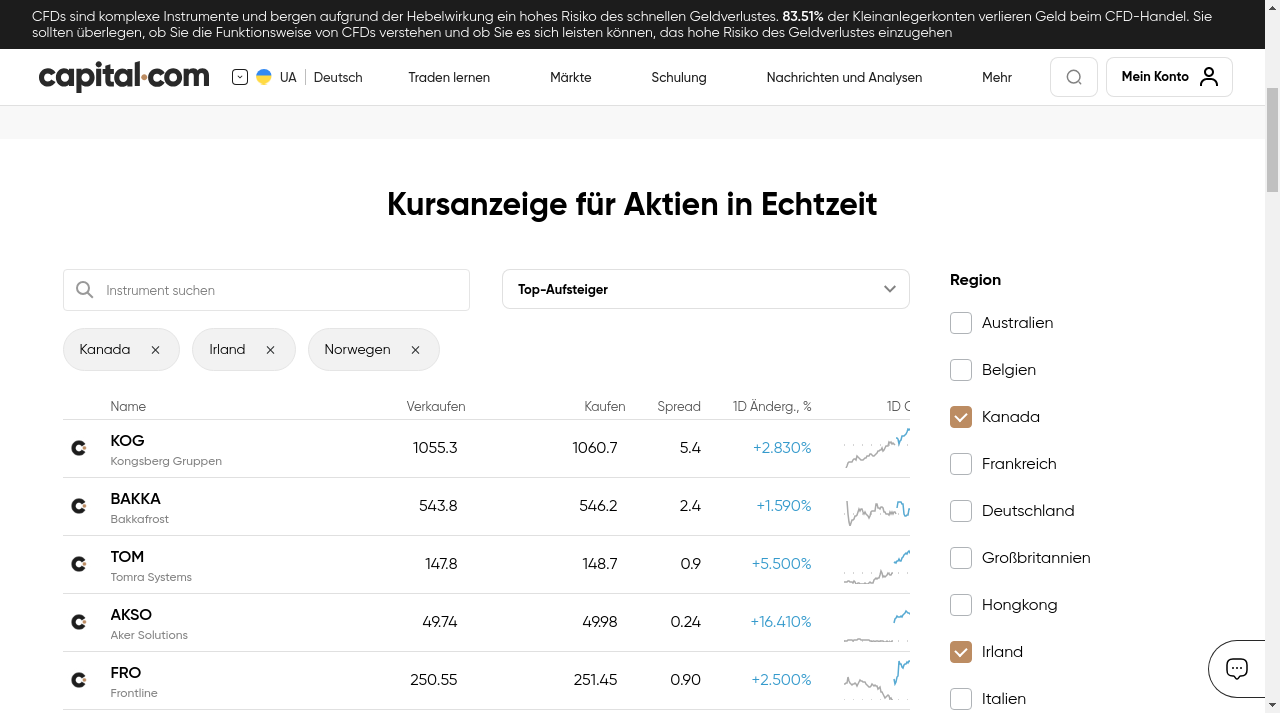 CFDs sind komplexe Instrumente und bergen aufgrund der Hebelwirkung ein hohes Risiko des schnellen Geldverlustes. 83.51% der Kleinanlegerkonten verlieren Geld beim CFD-Handel. Sie
sollten überlegen, ob Sie die Funktionsweise von CFDs verstehen und ob Sie es sich leisten können, das hohe Risiko des Geldverlustes einzugehen
capital.com UA Deutsch Traden lernen Märkte Schulung Nachrichten und Analysen Mehr Mein Konto
Kursanzeige für Aktien in Echtzeit
Instrument suchen
Top-Aufsteiger
Kanada Irland Norwegen
Name Verkaufen Kaufen Spread 1D Änderg., % 1D
KOG 1055.3 1060.7 5.4 +2.830%
Kongsberg Gruppen
BAKKA 543.8 546.2 2.4 +1.590%
Bakkafrost
TOM 147.8 148.7 0.9 +5.500%
Tomra Systems
AKSO 49.74 49.98 0.24 +16.410%
Aker Solutions
FRO 250.55 251.45 0.90 +2.500%
Frontline
Region
Australien
Belgien
Kanada
Frankreich
Deutschland
Großbritannien
Hongkong
Irland
Italien